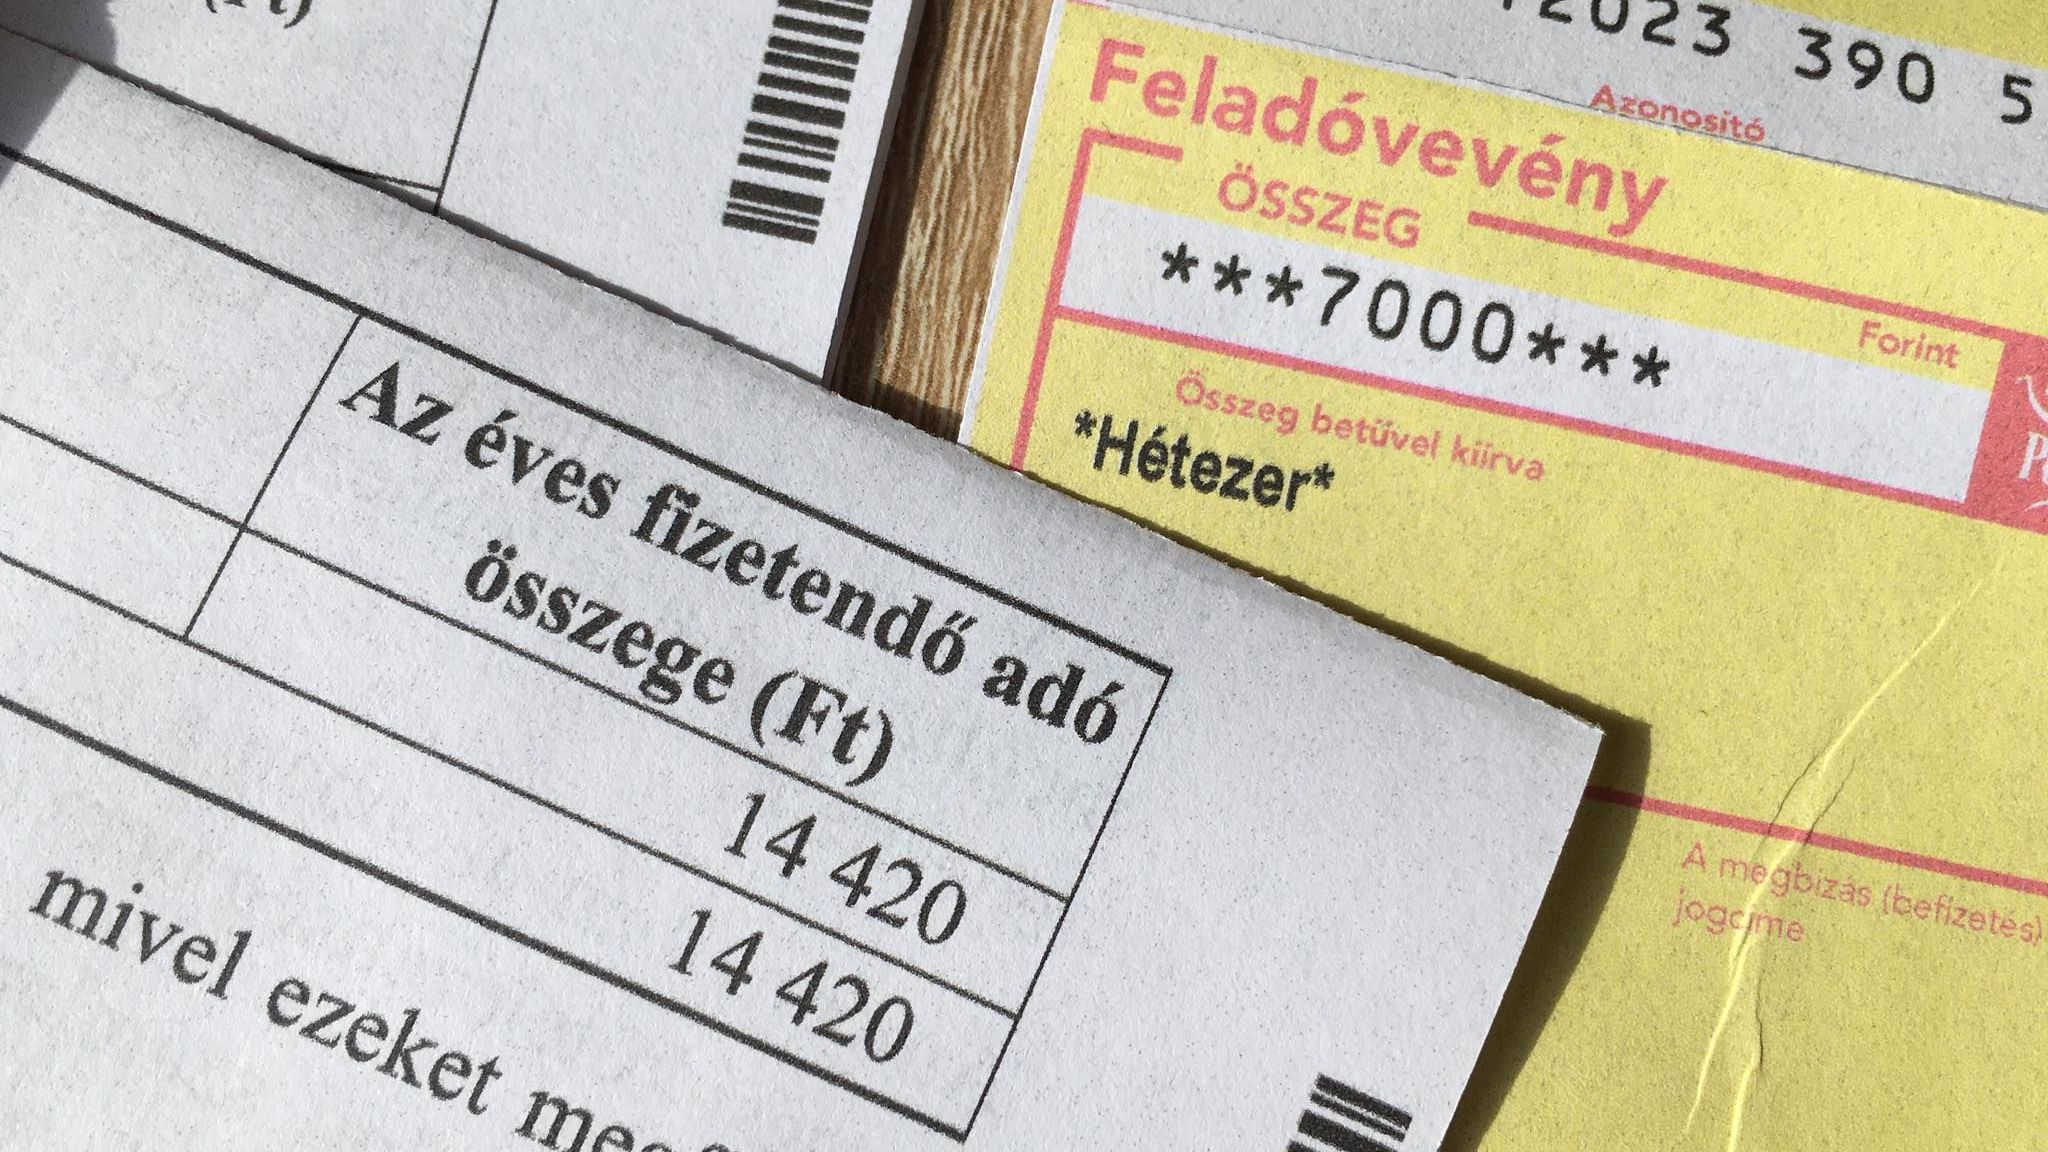 (Ft)
2023 390 5
Azonosító
Feladóvevény
ÖSSZEG
***7000***
Forint
Összeg betűvel kiírva
*Hétezer*
Az éves fizetendő adó
összege (Ft)
14 420
14 420
mivel ezeket
A megbízás (befizetés)
jogcíme